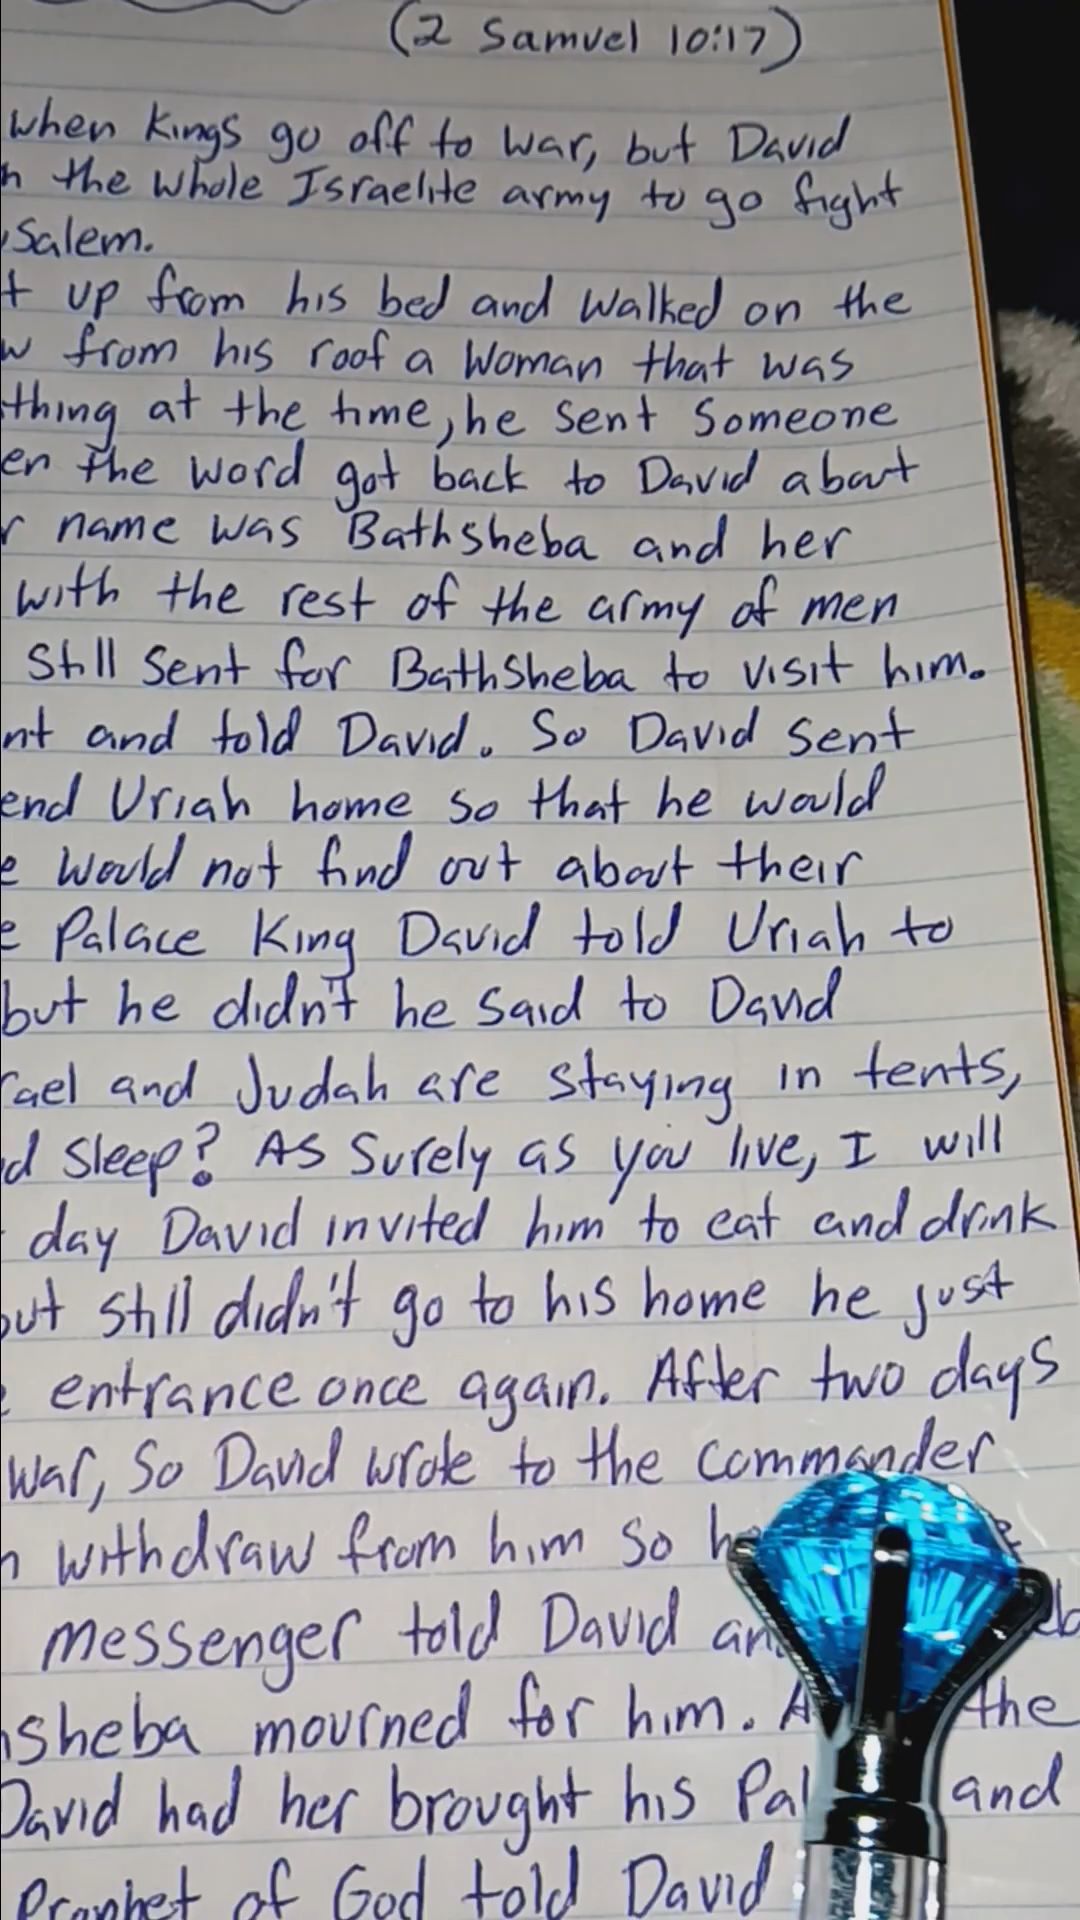 (2 Samuel 10:17)
when kings go off to war, but David
the whole Israelite army to go fight
Salem.
up from his bed and walked on the
from his roof a woman that was
thing at the time, he sent someone
en the word got back to David about
name was Bathsheba and her
with the rest of the army of men
still sent for Bathsheba to visit him.
nt and told David. So David sent
end Uriah home so that he would
e would not find out about their
e Palace King David told Uriah to
but he didn't he said to David
rael and Judah are staying in tents,
d sleep? As surely as you live, I will
day David invited him to eat and drink
out still didn't go to his home he just
entrance once again. After two days
war, so David wrote to the commander
withdraw from him so
messenger told David
sheba mourned for him. the
David had her brought his Pal and
Prophet of God told David